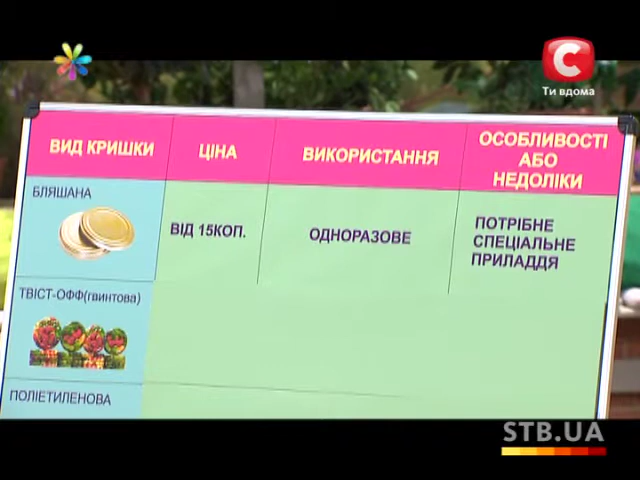 Ти вдома
ВИД КРИШКИ
ЦІНА
ВИКОРИСТАННЯ
ОСОБЛИВОСТІ
АБО
НЕДОЛІКИ
БЛЯШАНА
ВІД 15КОП.
ОДНОРАЗОВЕ
ПОТРІБНЕ
СПЕЦІАЛЬНЕ
ПРИЛАДДЯ
ТВІСТ-ОФФ(гвинтова)
ПОЛІЕТИЛЕНОВА
STB.UA